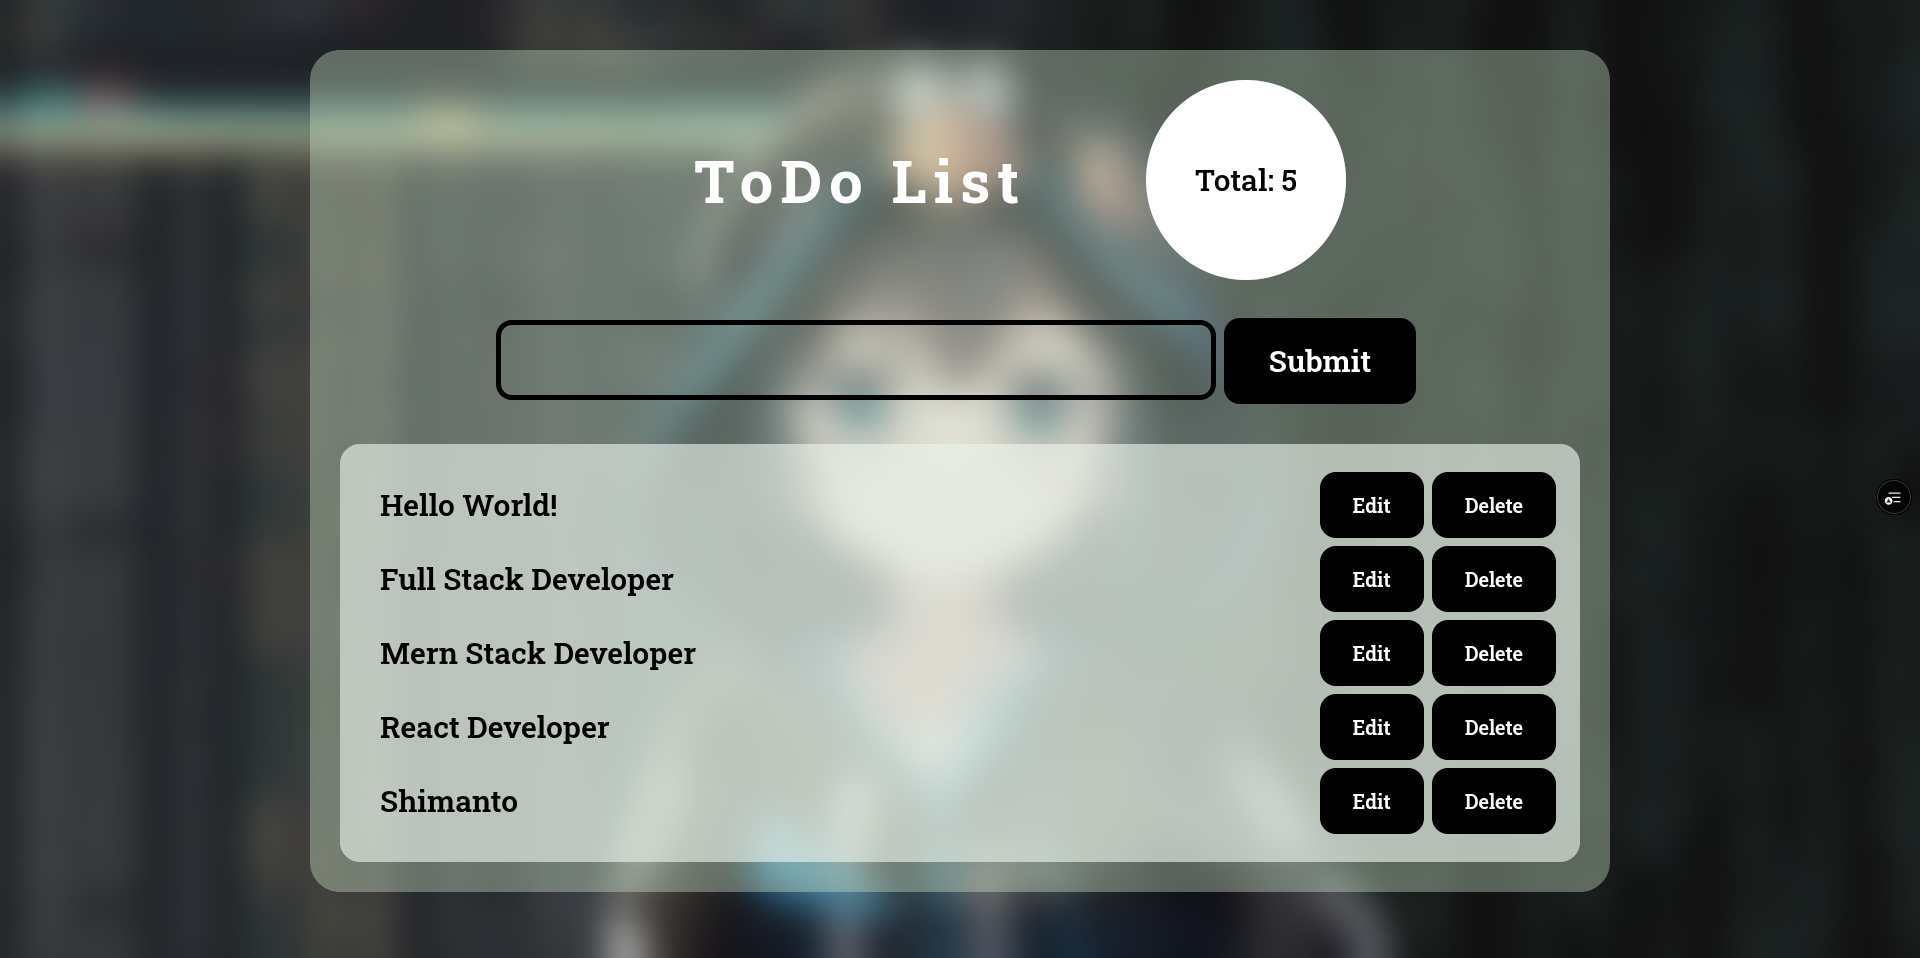 ToDo List
Total: 5
Submit
Hello World! Edit Delete
Full Stack Developer Edit Delete
Mern Stack Developer Edit Delete
React Developer Edit Delete
Shimanto Edit Delete